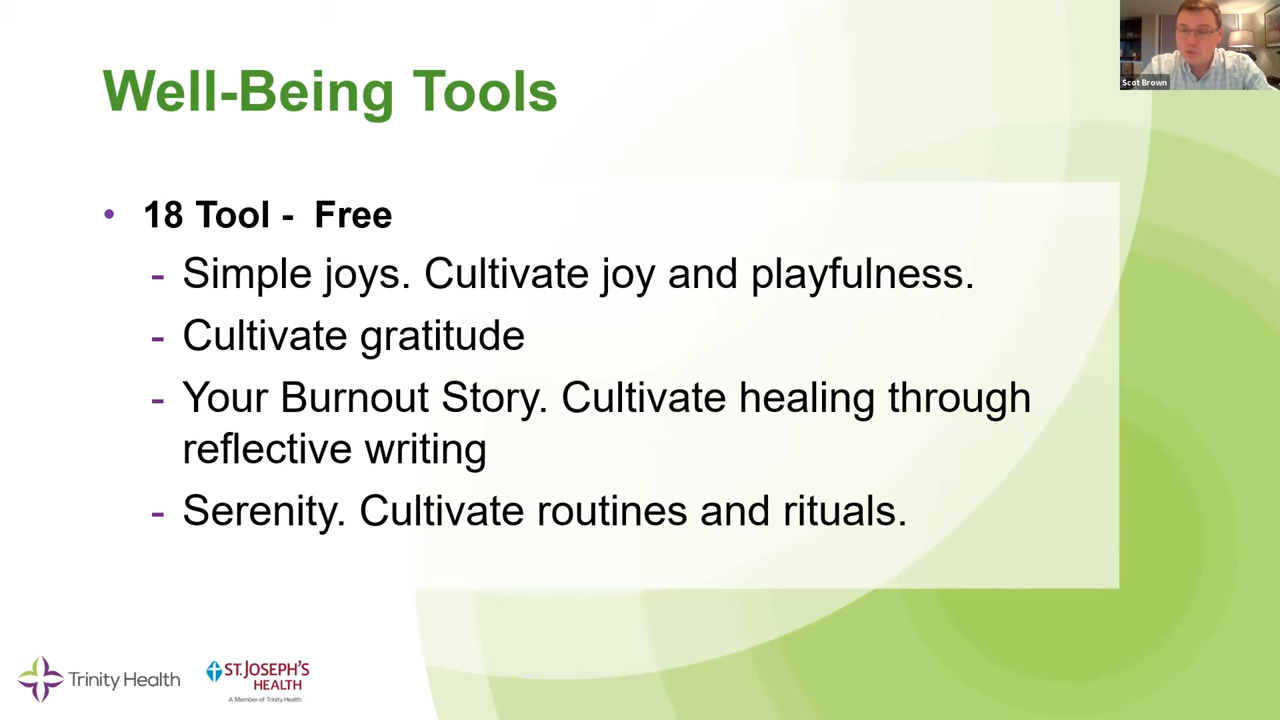 Scot Brown
Well-Being Tools
• 18 Tool - Free
- Simple joys. Cultivate joy and playfulness.
- Cultivate gratitude
- Your Burnout Story. Cultivate healing through
reflective writing
- Serenity. Cultivate routines and rituals.
Trinity Health
ST. JOSEPH'S
HEALTH
A Member of Trinity Health